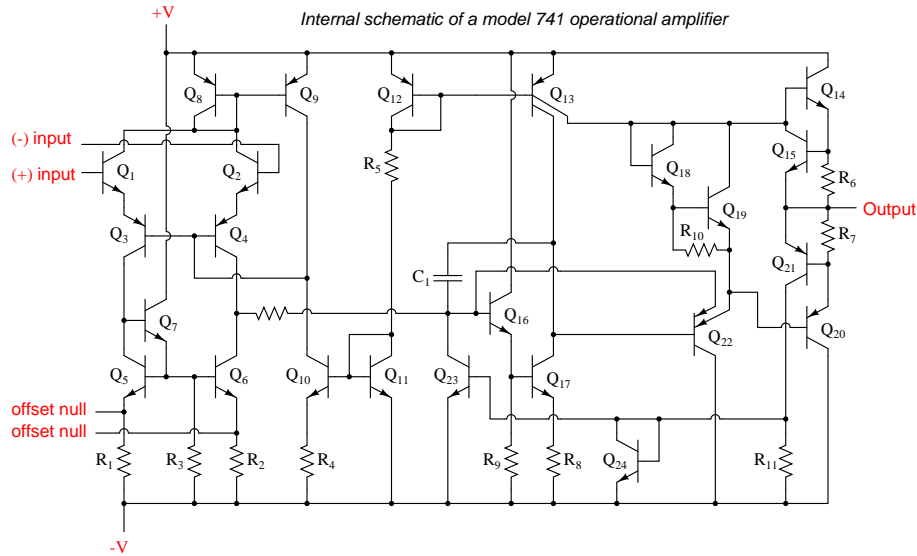 Internal schematic of a model 741 operational amplifier
+V
Q8
Q9
Q12
Q13
Q14
(-) input
(+) input
Q1
Q2
R5
Q15
Q18
R6
Output
Q19
Q3
Q4
R10
R7
Q21
C1
Q7
Q16
Q20
Q22
Q5
Q6
Q10
Q11
Q23
Q17
offset null
offset null
R1
R3
R2
R4
R9
R8
Q24
R11
-V